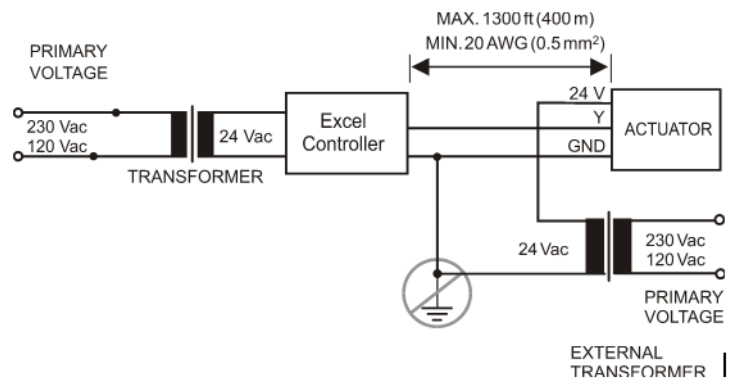 MAX. 1300 ft (400 m)
MIN. 20 AWG (0.5 mm²)
PRIMARY
VOLTAGE
230 Vac
120 Vac
24 Vac
TRANSFORMER
Excel
Controller
24 V
Y
GND
ACTUATOR
24 Vac
230 Vac
120 Vac
PRIMARY
VOLTAGE
EXTERNAL
TRANSFORMER